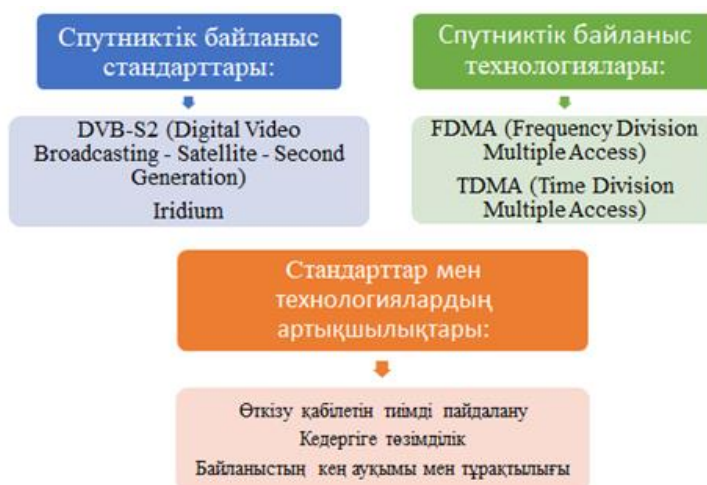 Спутниктік байланыс
стандарттары:
DVB-S2 (Digital Video
Broadcasting - Satellite - Second
Generation)
Iridium
Спутниктік байланыс
технологиялары:
FDMA (Frequency Division
Multiple Access)
TDMA (Time Division
Multiple Access)
Стандарттар мен
технологиялардың
артықшылықтары:
Өткізу қабілетін тиімді пайдалану
Кедергіге төзімділік
Байланыстың кең ауқымы мен тұрақтылығы